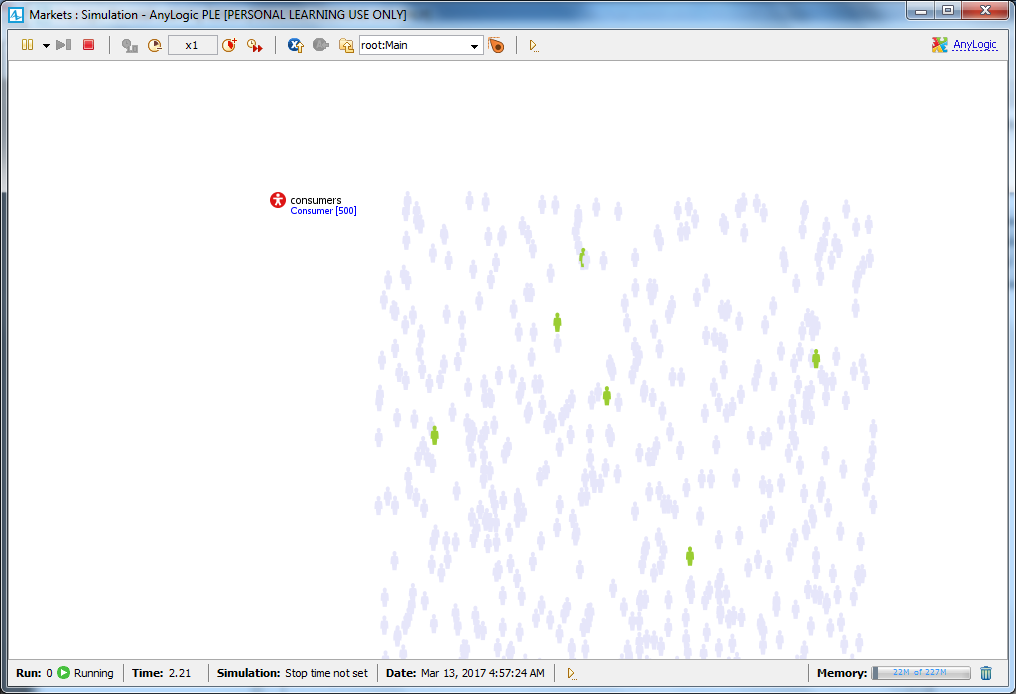 Markets : Simulation - AnyLogic PLE [PERSONAL LEARNING USE ONLY]
x1 root:Main AnyLogic
consumers
Consumer [500]
Run: 0 Running Time: 2.21 Simulation: Stop time not set Date: Mar 13, 2017 4:57:24 AM Memory: 22M of 227M